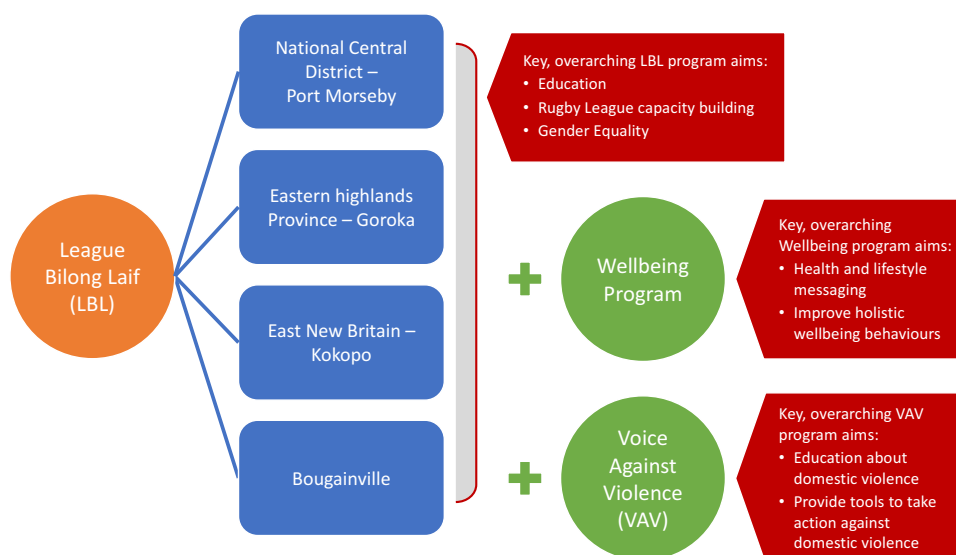 League
Bilong Laif
(LBL)
National Central
District –
Port Morseby
Eastern highlands
Province – Goroka
East New Britain –
Kokopo
Bougainville
Key, overarching LBL program aims:
• Education
• Rugby League capacity building
• Gender Equality
Wellbeing
Program
Key, overarching
Wellbeing program aims:
• Health and lifestyle
messaging
• Improve holistic
wellbeing behaviours
Voice
Against
Violence
(VAV)
Key, overarching VAV
program aims:
• Education about
domestic violence
• Provide tools to take
action against
domestic violence